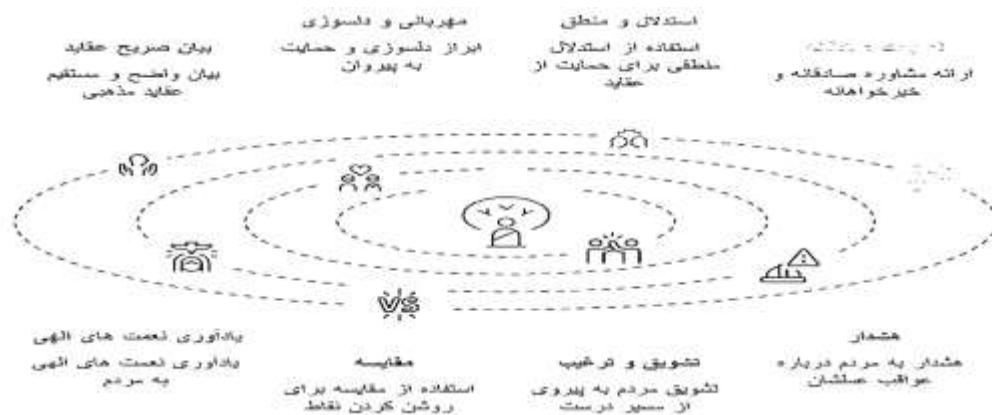 استدلال و منطق
استفاده از استدلال
منطقی برای حمایت از
عقاید
مهربانی و دلسوزی
ابراز دلسوزی و حمایت
به پیروان
بیان صریح عقاید
بیان واضح و مستقیم
عقاید مذهبی
ارائه مشاوره صادقانه و
خیرخواهانه
VS
هشدار
هشدار به مردم درباره
عواقب عملشان
تشویق و ترغیب
تشویق مردم به پیروی
از مسیر درست
مقایسه
استفاده از مقایسه برای
روشن کردن نقاط
یادآوری نعمت های الهی
یادآوری نعمت های الهی
به مردم